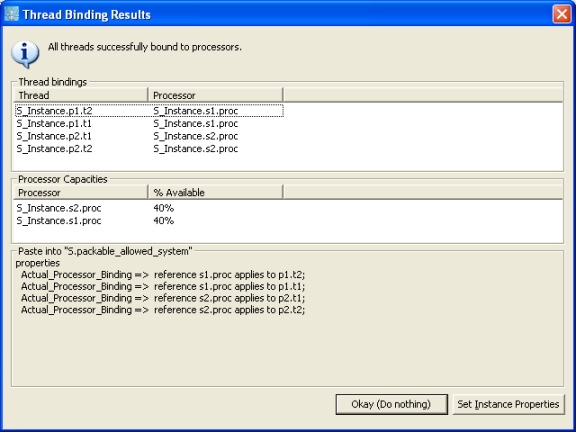 Thread Binding Results
All threads successfully bound to processors.
Thread bindings
Thread Processor
S_Instance.p1.t2 S_Instance.s1.proc
S_Instance.p1.t1 S_Instance.s1.proc
S_Instance.p2.t1 S_Instance.s2.proc
S_Instance.p2.t2 S_Instance.s2.proc
Processor Capacities
Processor % Available
S_Instance.s2.proc 40%
S_Instance.s1.proc 40%
Paste into "S.packable_allowed_system"
properties
Actual_Processor_Binding => reference s1.proc applies to p1.t2;
Actual_Processor_Binding => reference s1.proc applies to p1.t1;
Actual_Processor_Binding => reference s2.proc applies to p2.t1;
Actual_Processor_Binding => reference s2.proc applies to p2.t2;
Okay (Do nothing) Set Instance Properties